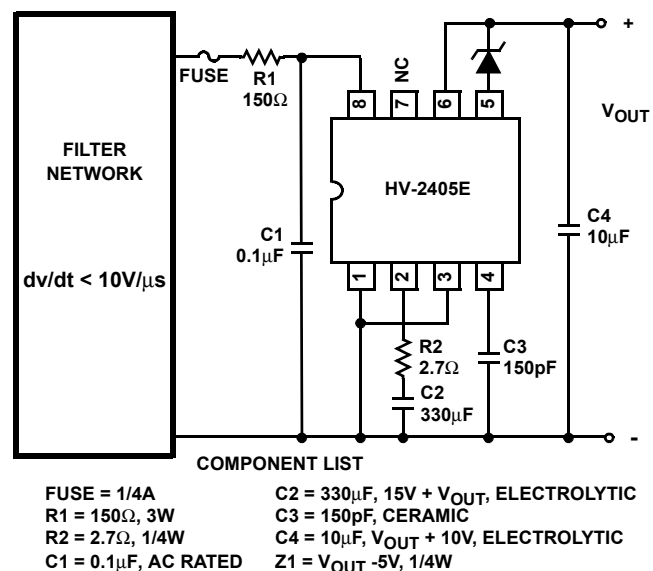 FILTER
NETWORK
dv/dt < 10V/μs
FUSE
R1
150Ω
C1
0.1μF
8
NC
7
6
5
HV-2405E
1
2
3
4
R2
2.7Ω
C2
330μF
C3
150pF
+
VOUT
C4
10μF
-
COMPONENT LIST
FUSE = 1/4A
R1 = 150Ω, 3W
R2 = 2.7Ω, 1/4W
C1 = 0.1μF, AC RATED
C2 = 330μF, 15V + VOUT, ELECTROLYTIC
C3 = 150pF, CERAMIC
C4 = 10μF, VOUT + 10V, ELECTROLYTIC
Z1 = VOUT -5V, 1/4W